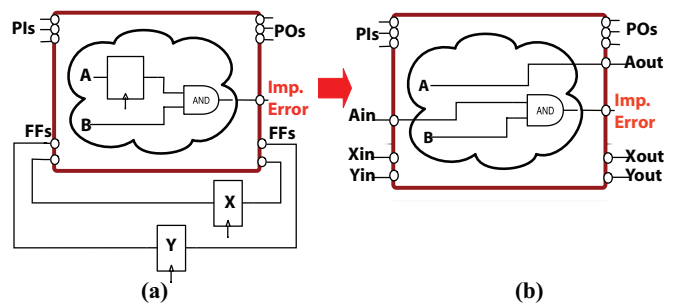 PIs
POs
A
AND
Imp.
Error
B
FFs
FFs
X
Y
(a)
PIs
POs
Aout
A
Ain
AND
Imp.
Error
B
Xin
Xout
Yin
Yout
(b)